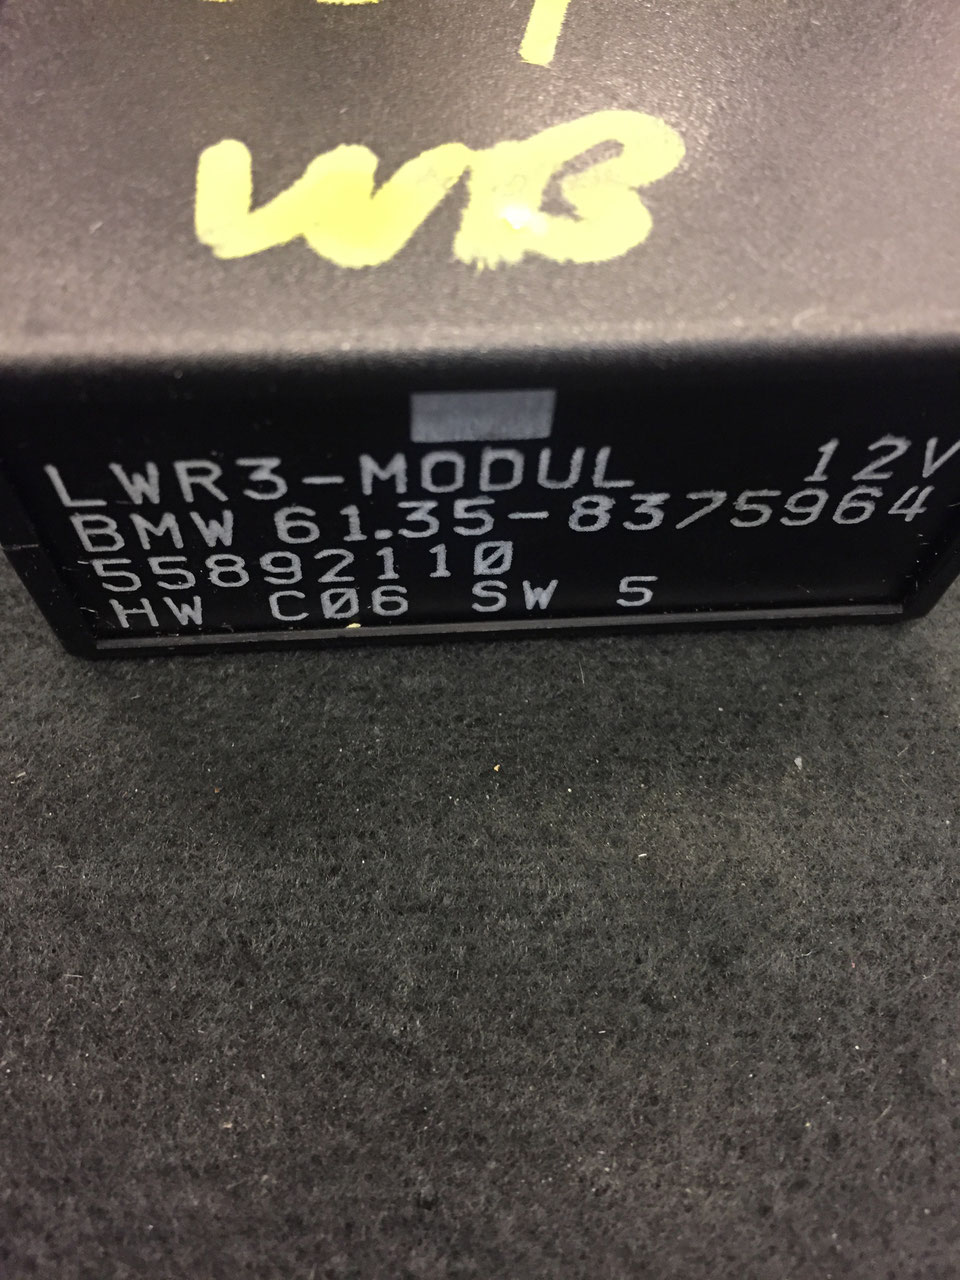 WB
LWR3-MODUL 12V
BMW 61.35-8375964
55892110
HW C06 SW 5